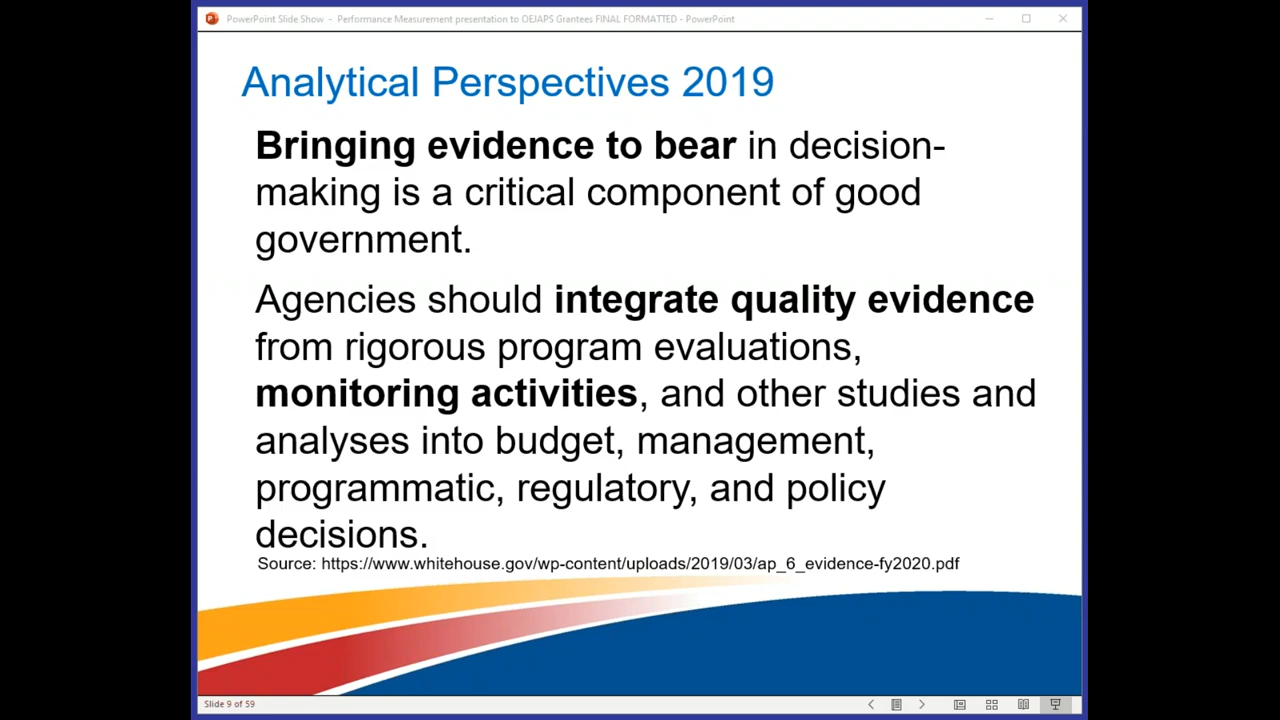 PowerPoint Slide Show - Performance Measurement presentation to OEJAPS Grantees FINAL FORMATTED - PowerPoint
Analytical Perspectives 2019
Bringing evidence to bear in decision-
making is a critical component of good
government.
Agencies should integrate quality evidence
from rigorous program evaluations,
monitoring activities, and other studies and
analyses into budget, management,
programmatic, regulatory, and policy
decisions.
Source: https://www.whitehouse.gov/wp-content/uploads/2019/03/ap_6_evidence-fy2020.pdf
Slide 9 of 59